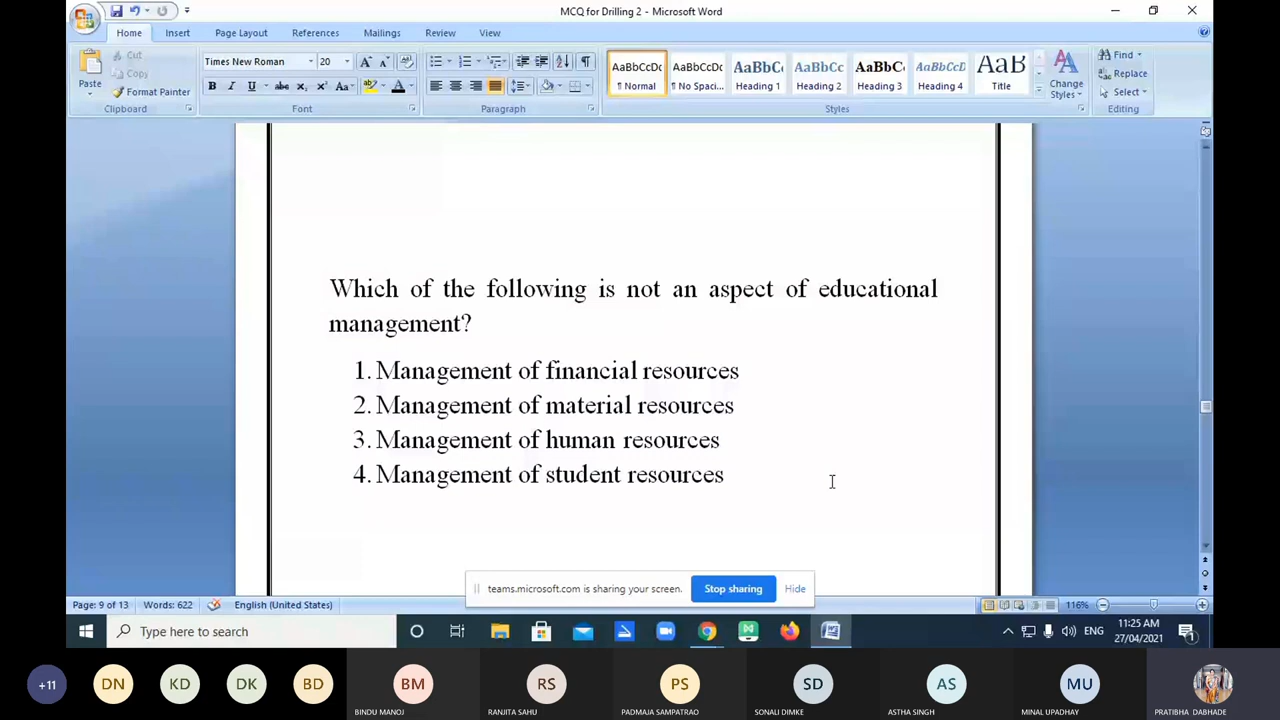 MCQ for Drilling 2 - Microsoft Word
Home Insert Page Layout References Mailings Review View
Paste
Cut
Copy
Format Painter
Clipboard
Times New Roman 20
B I U abc Aa A
Font
Paragraph
AaBbCcDc AaBbCcDc AaBbCc AaBbCc AaBbCc AaBbCcD AaB
¶ Normal ¶ No Spaci... Heading 1 Heading 2 Heading 3 Heading 4 Title
Change Styles
Styles
Find
Replace
Select
Editing
Which of the following is not an aspect of educational
management?
1. Management of financial resources
2. Management of material resources
3. Management of human resources
4. Management of student resources
teams.microsoft.com is sharing your screen. Stop sharing Hide
Page: 9 of 13 Words: 622 English (United States) 116%
Type here to search
ENG
11:25 AM
27/04/2021
+11 DN KD DK BD BM RS PS SD AS MU
BINDU MANOJ RANJITA SAHU PADMAJA SAMPATRAO SONALI DIMKE ASTHA SINGH MINAL UPADHAY PRATIBHA DABHADE